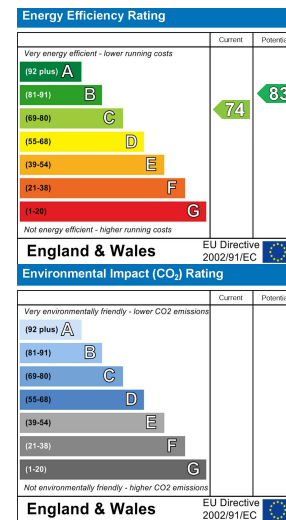 Energy Efficiency Rating
Current Potentia
Very energy efficient - lower running costs
(92 plus) A
(81-91) B
(69-80) C
(55-68) D
(39-54) E
(21-38) F
(1-20) G
74
83
Not energy efficient - higher running costs
England & Wales
EU Directive
2002/91/EC
Environmental Impact (CO₂) Rating
Current Potentia
Very environmentally friendly - lower CO2 emissions
(92 plus) A
(81-91) B
(69-80) C
(55-68) D
(39-54) E
(21-38) F
(1-20) G
Not environmentally friendly - higher CO2 emissions
England & Wales
EU Directive
2002/91/EC